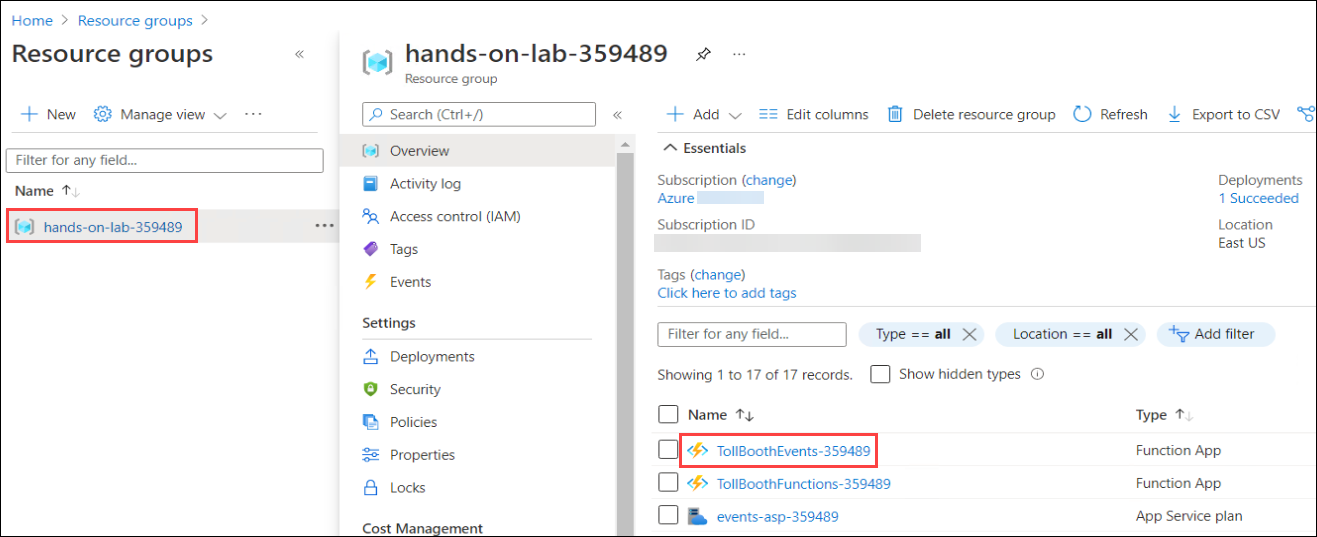 Home > Resource groups >
Resource groups «
+ New Manage view ...
Filter for any field...
Name ↑↓
hands-on-lab-359489 ...
hands-on-lab-359489 ...
Resource group
Search (Ctrl+/) «
Overview
Activity log
Access control (IAM)
Tags
Events
Settings
Deployments
Security
Policies
Properties
Locks
Cost Management
+ Add Edit columns Delete resource group Refresh Export to CSV
Essentials
Subscription (change)
Azure
Subscription ID
Tags (change)
Click here to add tags
Deployments
1 Succeeded
Location
East US
Filter for any field... Type == all Location == all Add filter
Showing 1 to 17 of 17 records. Show hidden types
Name ↑↓ Type ↑↓
TollBoothEvents-359489 Function App
TollBoothFunctions-359489 Function App
events-asp-359489 App Service plan